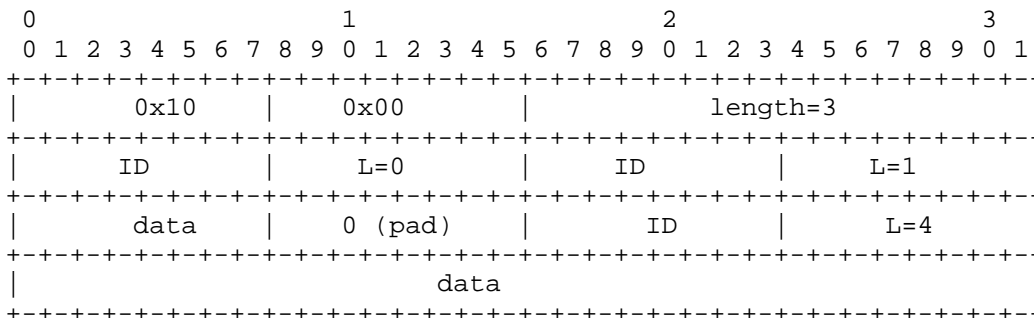 0                   1                   2                   3
 0 1 2 3 4 5 6 7 8 9 0 1 2 3 4 5 6 7 8 9 0 1 2 3 4 5 6 7 8 9 0 1
+-+-+-+-+-+-+-+-+-+-+-+-+-+-+-+-+-+-+-+-+-+-+-+-+-+-+-+-+-+-+-+-
|       0x10    |    0x00       |           length=3
+-+-+-+-+-+-+-+-+-+-+-+-+-+-+-+-+-+-+-+-+-+-+-+-+-+-+-+-+-+-+-+-
|      ID       |     L=0       |     ID        |     L=1
+-+-+-+-+-+-+-+-+-+-+-+-+-+-+-+-+-+-+-+-+-+-+-+-+-+-+-+-+-+-+-+-
|       data    |    0 (pad)    |       ID      |      L=4
+-+-+-+-+-+-+-+-+-+-+-+-+-+-+-+-+-+-+-+-+-+-+-+-+-+-+-+-+-+-+-+-
|                          data
+-+-+-+-+-+-+-+-+-+-+-+-+-+-+-+-+-+-+-+-+-+-+-+-+-+-+-+-+-+-+-+-